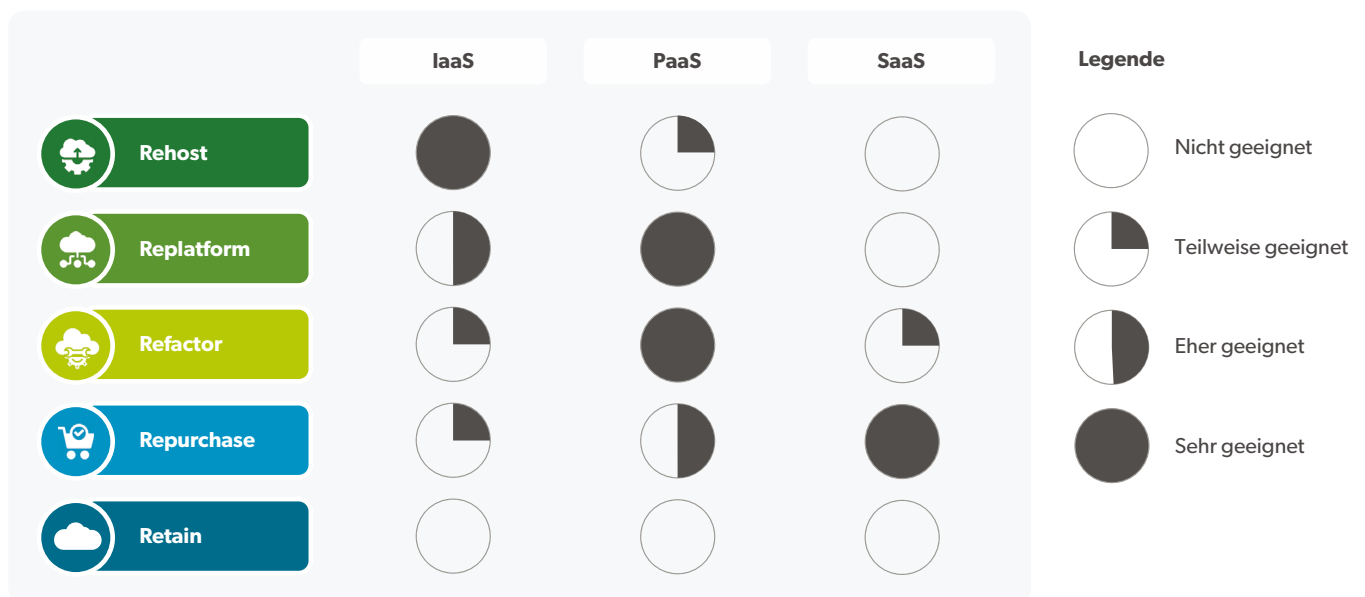 IaaS PaaS SaaS Legende
Rehost Nicht geeignet
Replatform Teilweise geeignet
Refactor Eher geeignet
Repurchase Sehr geeignet
Retain